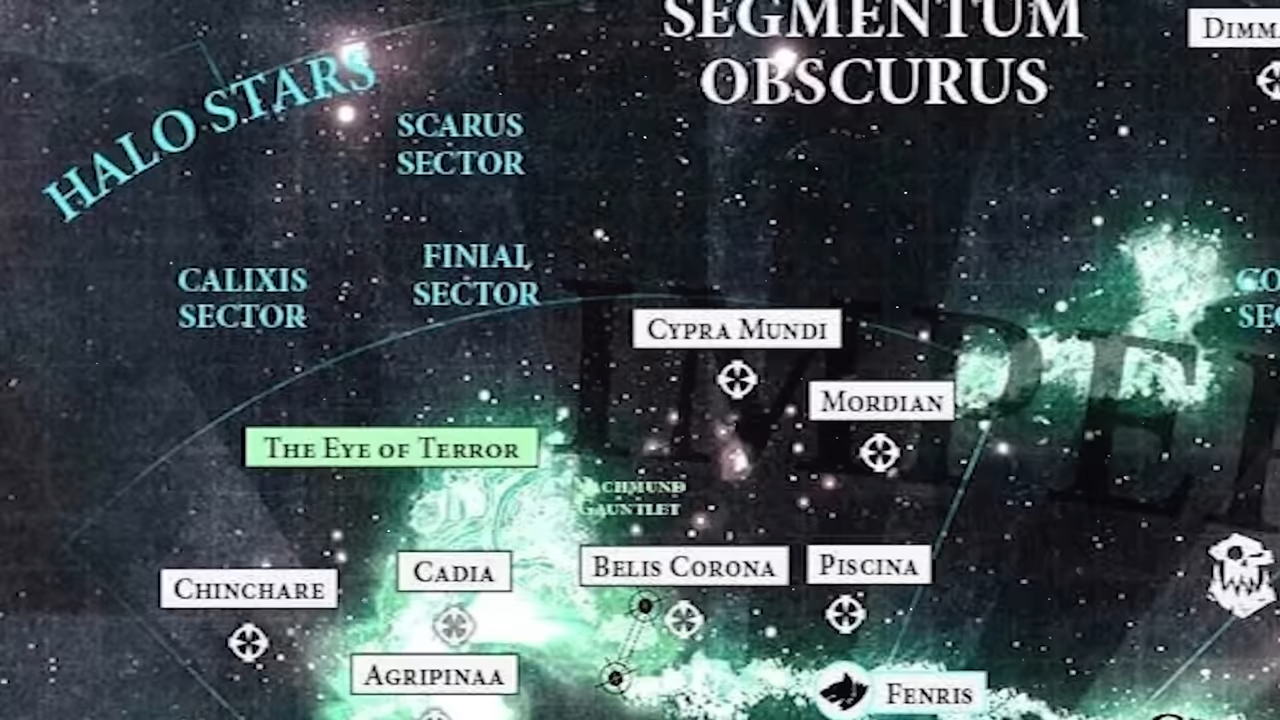 SEGMENTUM
OBSCURUS
HALO STARS
SCARUS
SECTOR
CALIXIS
SECTOR
FINIAL
SECTOR
CYPRA MUNDI
MORDIAN
THE EYE OF TERROR
GAUNTLET
CHINCHARE
CADIA
BELIS CORONA
PISCINA
AGRIPINAA
FENRIS